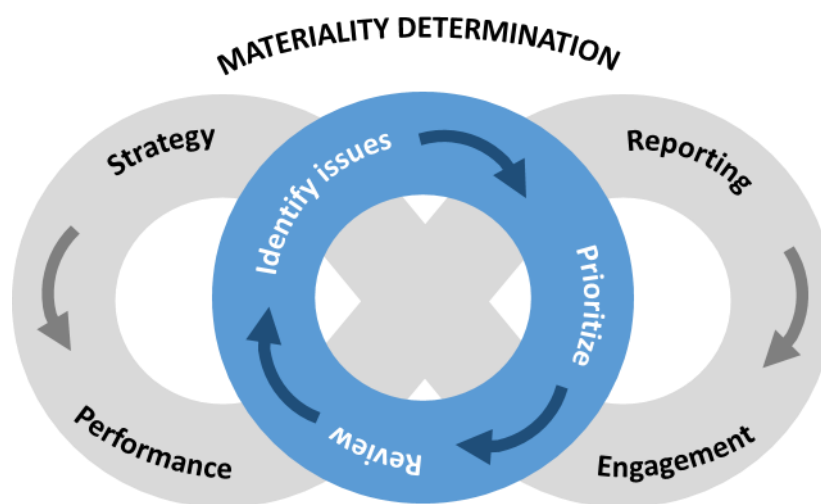 MATERIALITY DETERMINATION
Strategy
Identify issues
Reporting
Prioritize
Performance
Review
Engagement